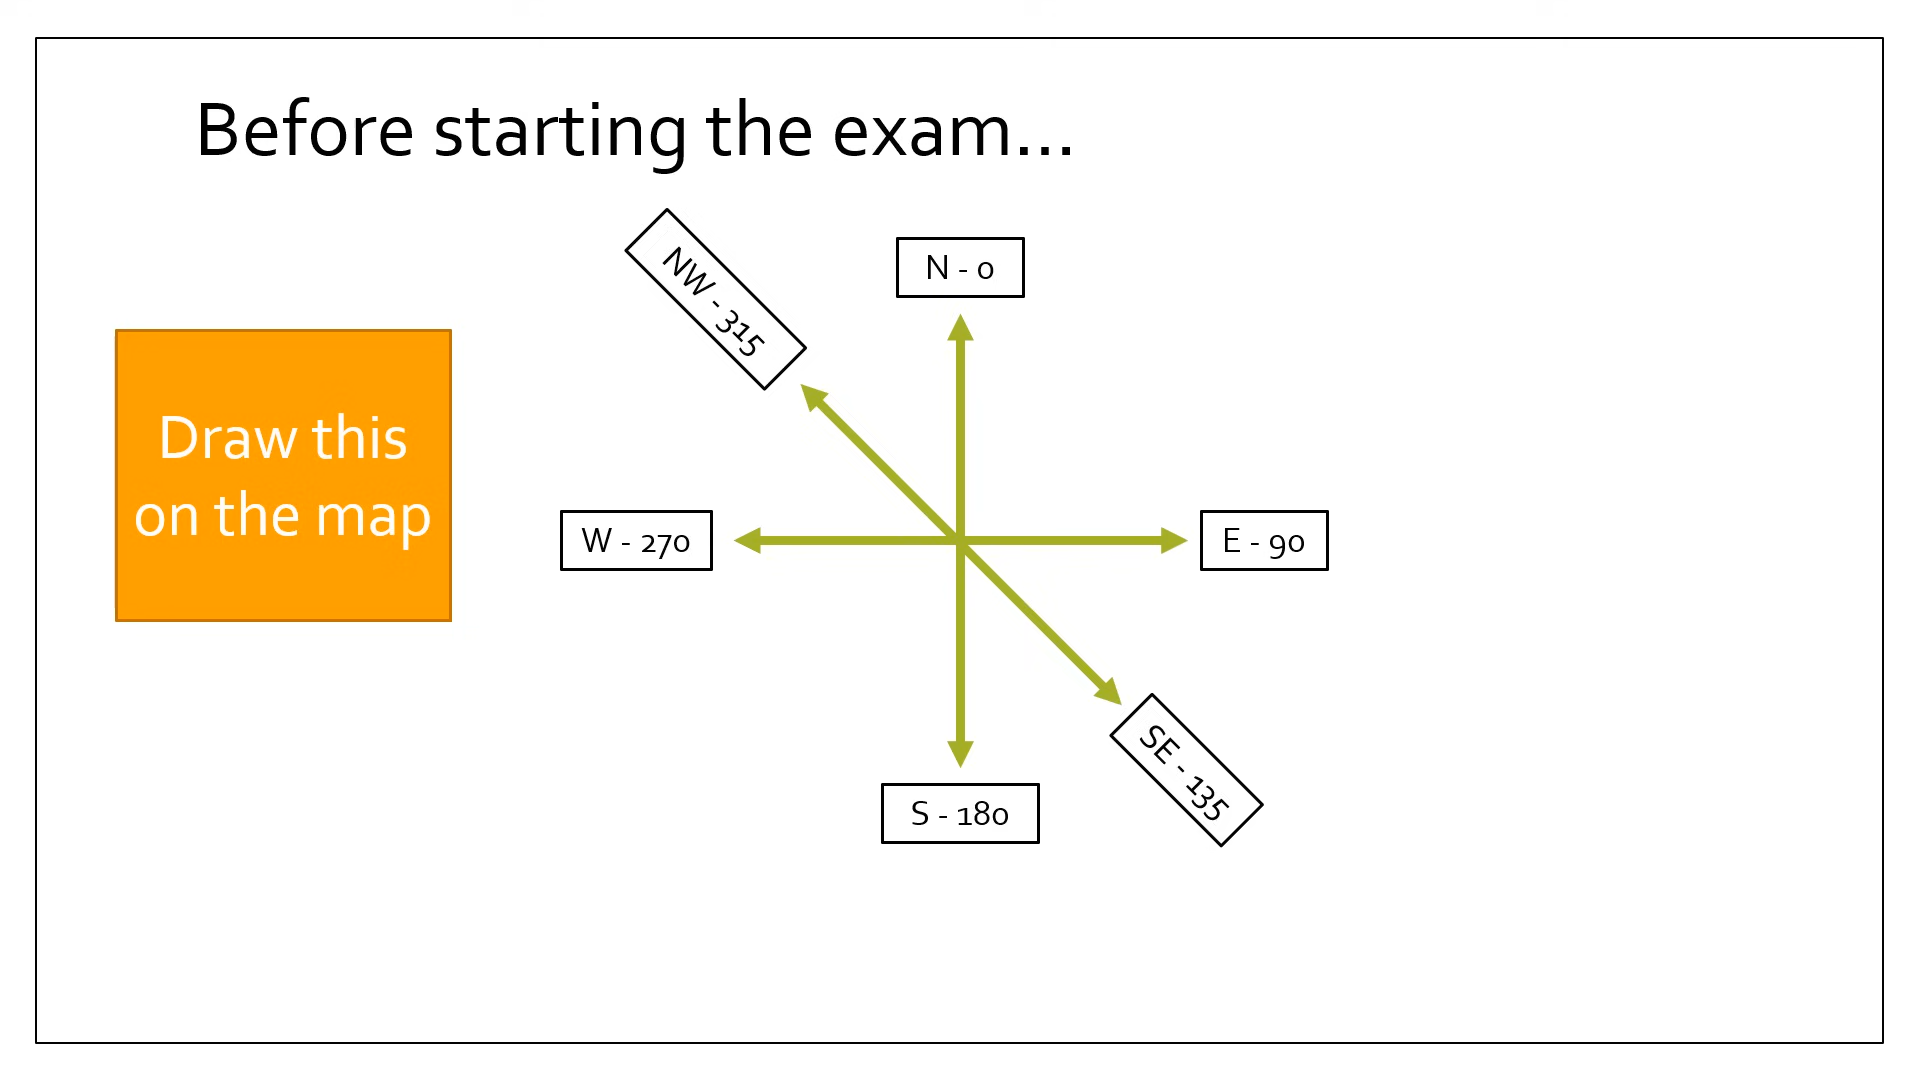 Before starting the exam...
NW - 315
N - 0
Draw this
on the map
W - 270
E - 90
SE - 135
S - 180